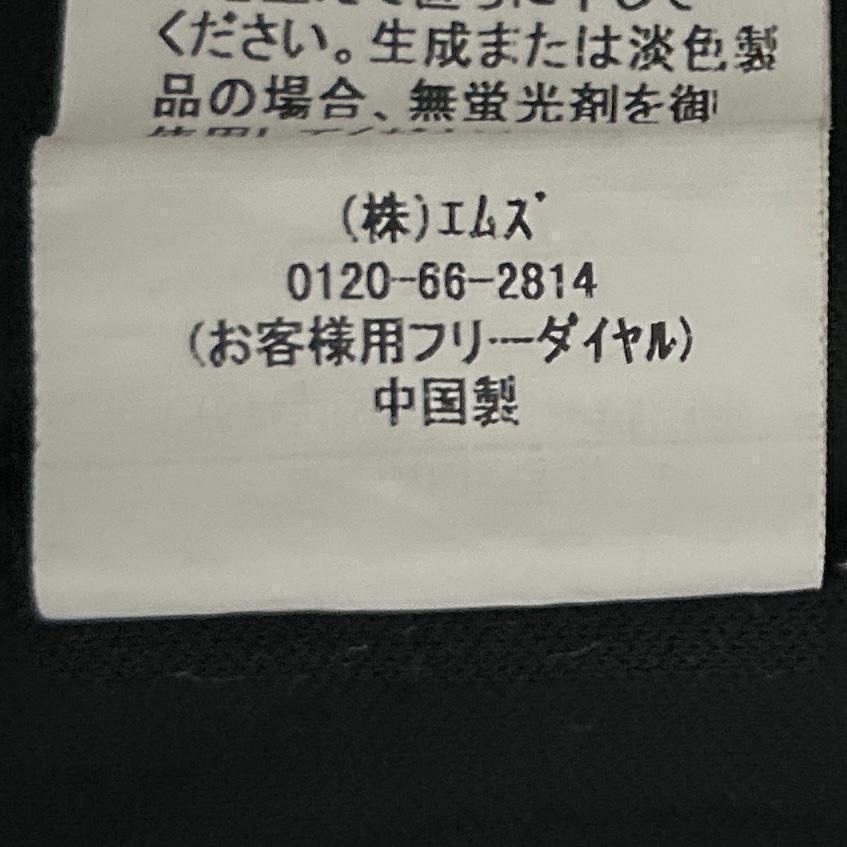 ください。生成または淡色製
品の場合、無蛍光剤を御
(株)エムズ
0120-66-2814
(お客様用フリーダイヤル)
中国製